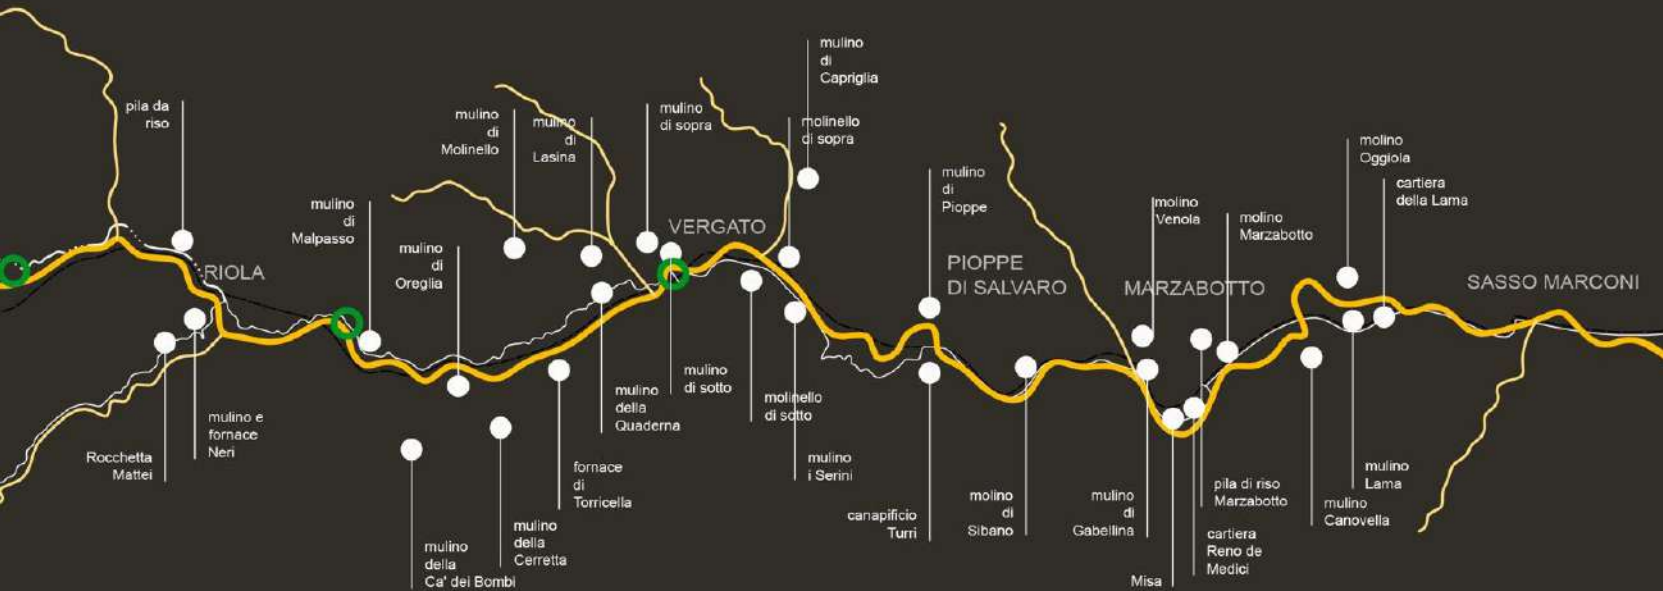 pila da
riso
RIOLA
Rocchetta
Mattei
mulino e
fornace
Neri
mulino
di
Malpasso
mulino
di
Oreglia
mulino
della
Ca' dei Bombi
mulino
di
Molinello
mulino
della
Cerretta
mulino
di
Lasina
fornace
di
Torricella
mulino
della
Quaderna
mulino
di sopra
VERGATO
mulino
di sotto
molinello
di sotto
molinello
di sopra
mulino
di
Capriglia
mulino
i Serini
mulino
di
Pioppe
PIOPPE
DI SALVARO
canapificio
Turri
molino
di
Sibano
mulino
di
Gabellina
molino
Venola
MARZABOTTO
Misa
cartiera
Reno de
Medici
pila di riso
Marzabotto
molino
Marzabotto
mulino
Canovella
molino
Oggiola
mulino
Lama
cartiera
della Lama
SASSO MARCONI